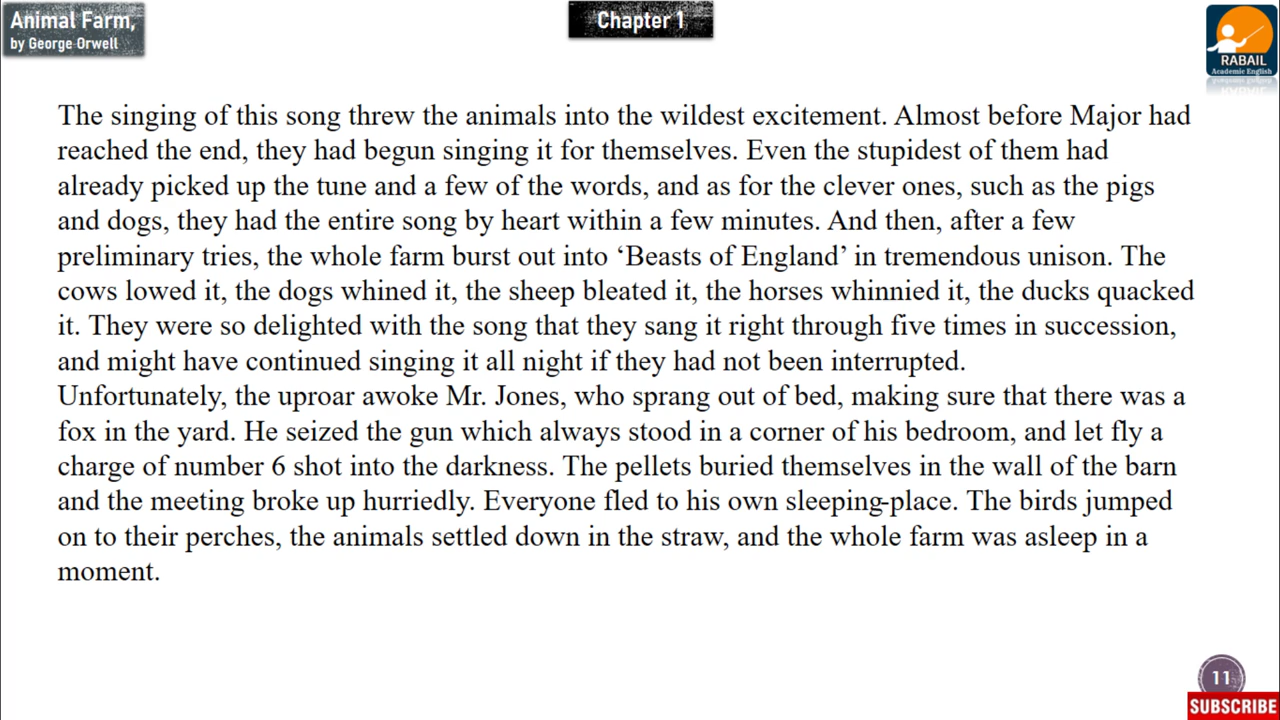 Animal Farm,
by George Orwell
Chapter 1
RABAIL
Academic English
The singing of this song threw the animals into the wildest excitement. Almost before Major had
reached the end, they had begun singing it for themselves. Even the stupidest of them had
already picked up the tune and a few of the words, and as for the clever ones, such as the pigs
and dogs, they had the entire song by heart within a few minutes. And then, after a few
preliminary tries, the whole farm burst out into ‘Beasts of England’ in tremendous unison. The
cows lowed it, the dogs whined it, the sheep bleated it, the horses whinnied it, the ducks quacked
it. They were so delighted with the song that they sang it right through five times in succession,
and might have continued singing it all night if they had not been interrupted.
Unfortunately, the uproar awoke Mr. Jones, who sprang out of bed, making sure that there was a
fox in the yard. He seized the gun which always stood in a corner of his bedroom, and let fly a
charge of number 6 shot into the darkness. The pellets buried themselves in the wall of the barn
and the meeting broke up hurriedly. Everyone fled to his own sleeping-place. The birds jumped
on to their perches, the animals settled down in the straw, and the whole farm was asleep in a
moment.
11
SUBSCRIBE